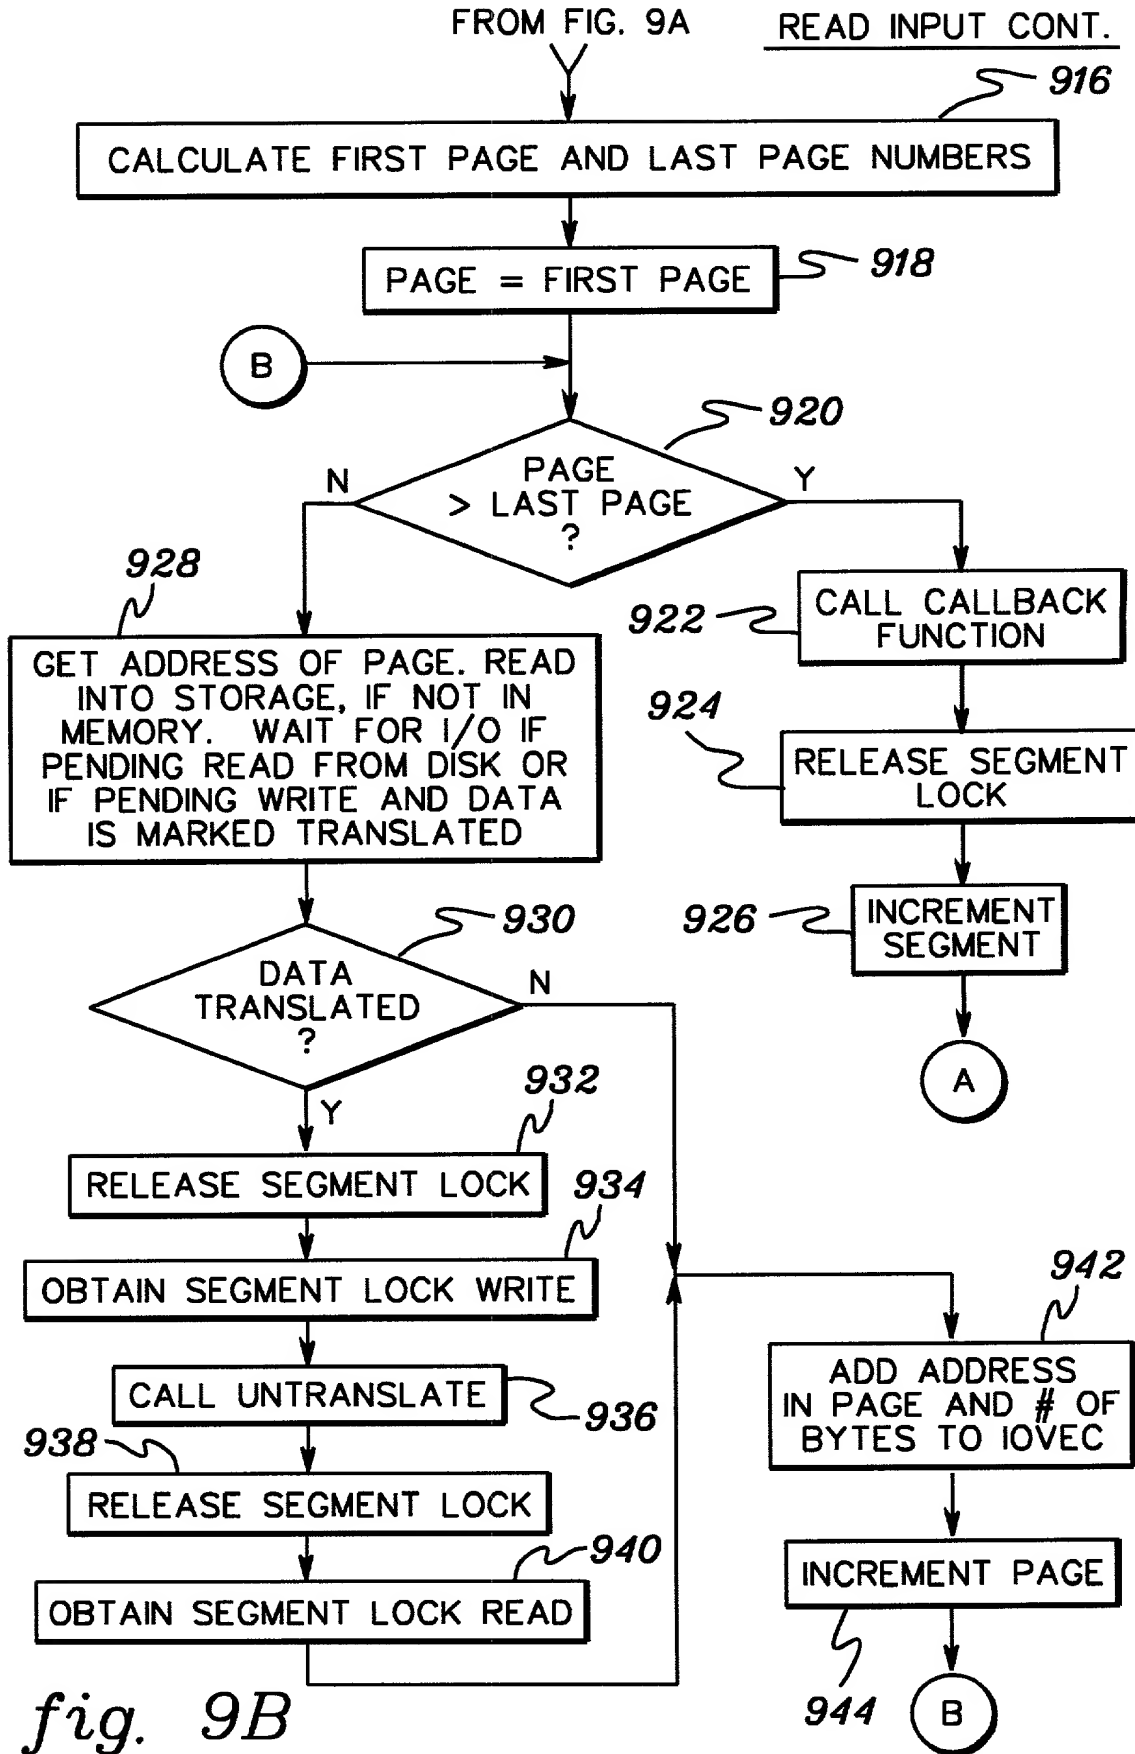 FROM FIG. 9A
READ INPUT CONT.
916
CALCULATE FIRST PAGE AND LAST PAGE NUMBERS
PAGE = FIRST PAGE
918
B
920
PAGE
> LAST PAGE
?
N
Y
928
GET ADDRESS OF PAGE. READ
INTO STORAGE, IF NOT IN
MEMORY. WAIT FOR I/O IF
PENDING READ FROM DISK OR
IF PENDING WRITE AND DATA
IS MARKED TRANSLATED
922
CALL CALLBACK
FUNCTION
924
RELEASE SEGMENT
LOCK
926
INCREMENT
SEGMENT
A
930
DATA
TRANSLATED
?
N
Y
932
RELEASE SEGMENT LOCK
934
OBTAIN SEGMENT LOCK WRITE
CALL UNTRANSLATE
936
938
RELEASE SEGMENT LOCK
940
OBTAIN SEGMENT LOCK READ
942
ADD ADDRESS
IN PAGE AND # OF
BYTES TO IOVEC
INCREMENT PAGE
944
B
fig. 9B